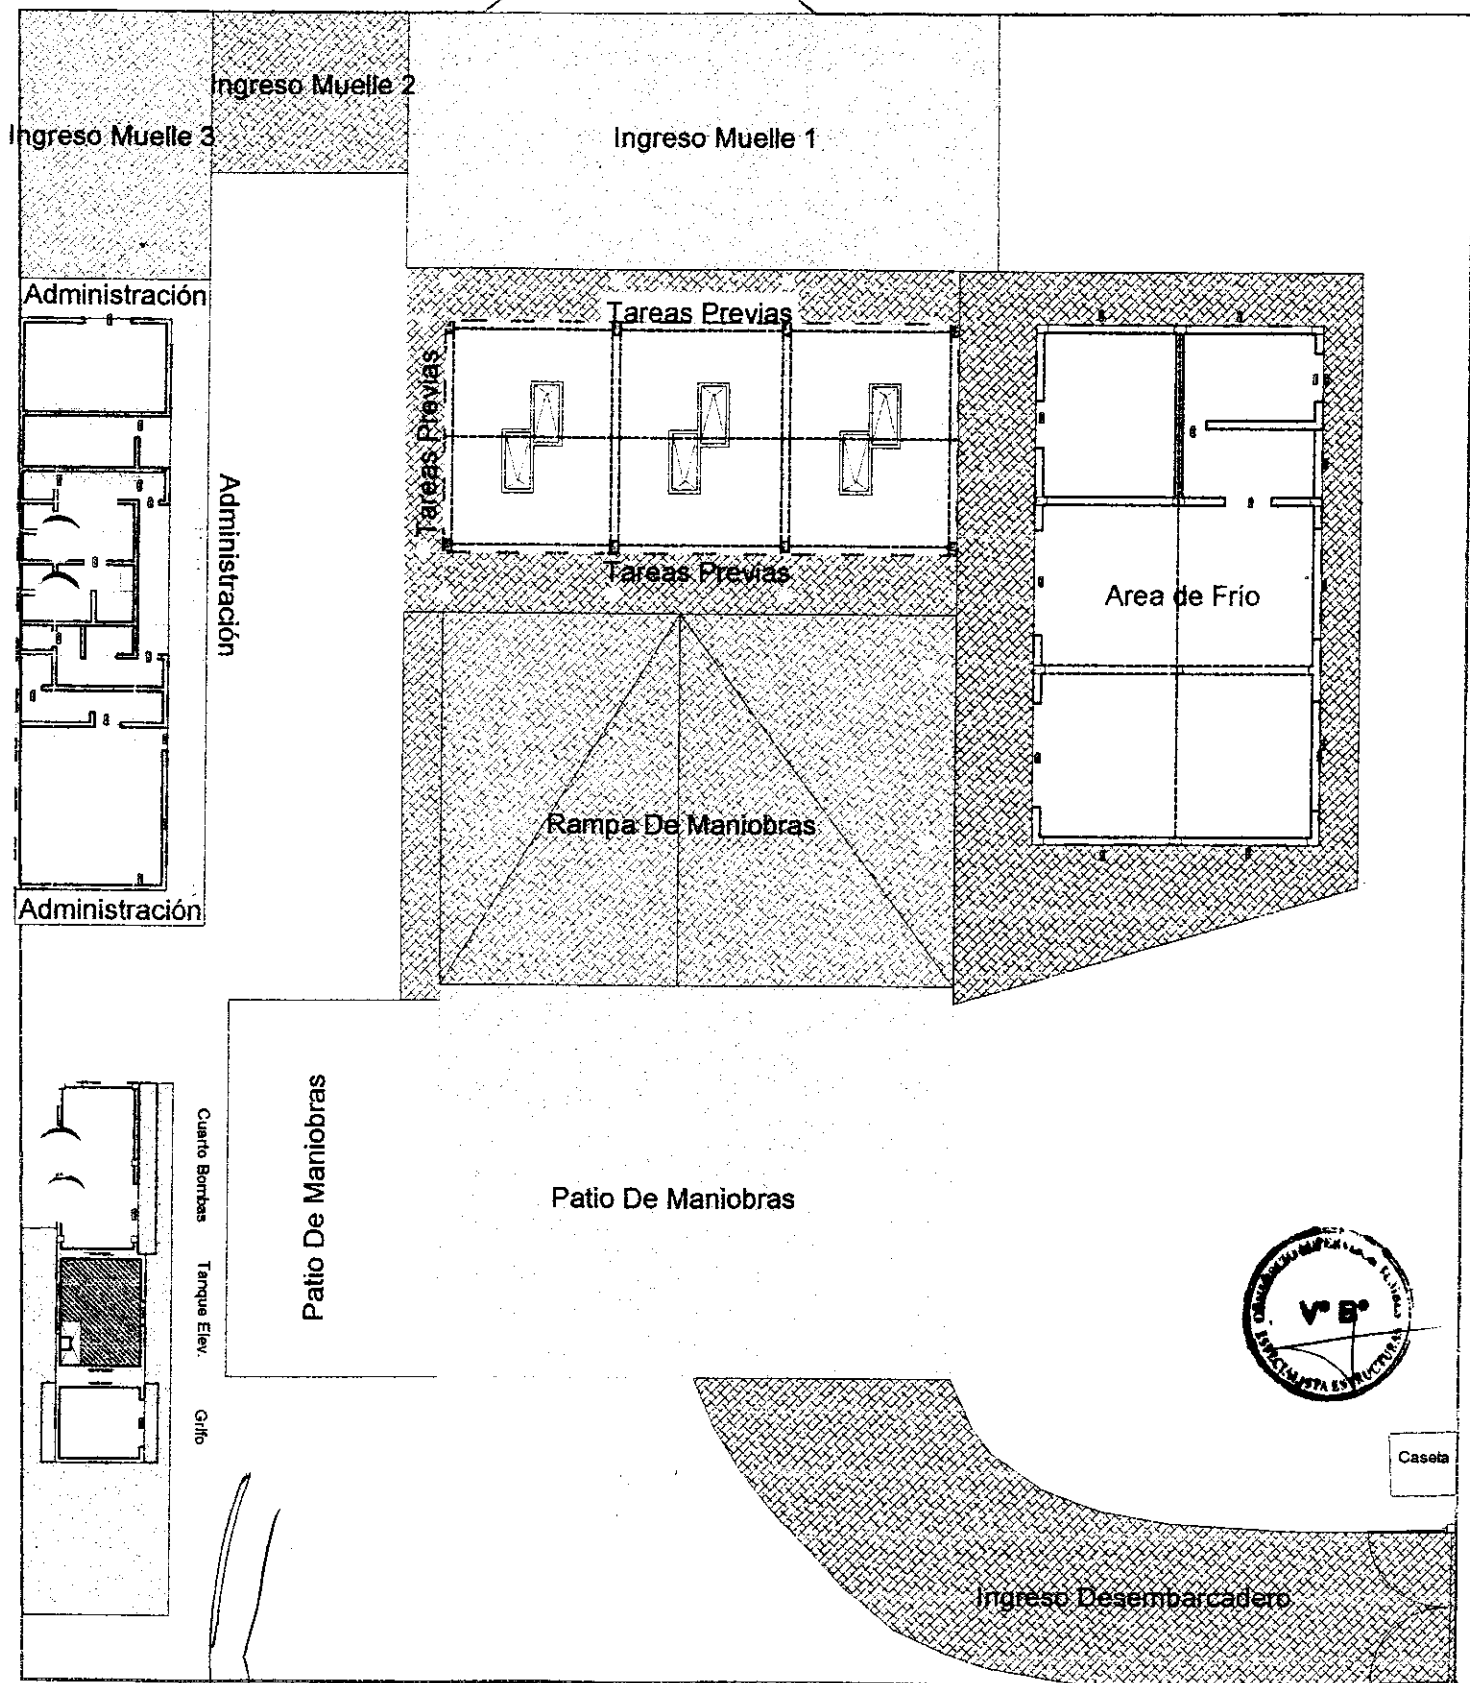 Ingreso Muelle 2
Ingreso Muelle 3
Ingreso Muelle 1
Administración
Tareas Previas
Tareas Previas
Administración
Tareas Previas
Area de Frío
Rampa De Maniobras
Administración
Cuarto Bombas
Patio De Maniobras
Patio De Maniobras
Tanque Elev.
V° B°
ESPECIALISTA ESTRUCTURAS
Grifo
Caseta
Ingreso Desembarcadero